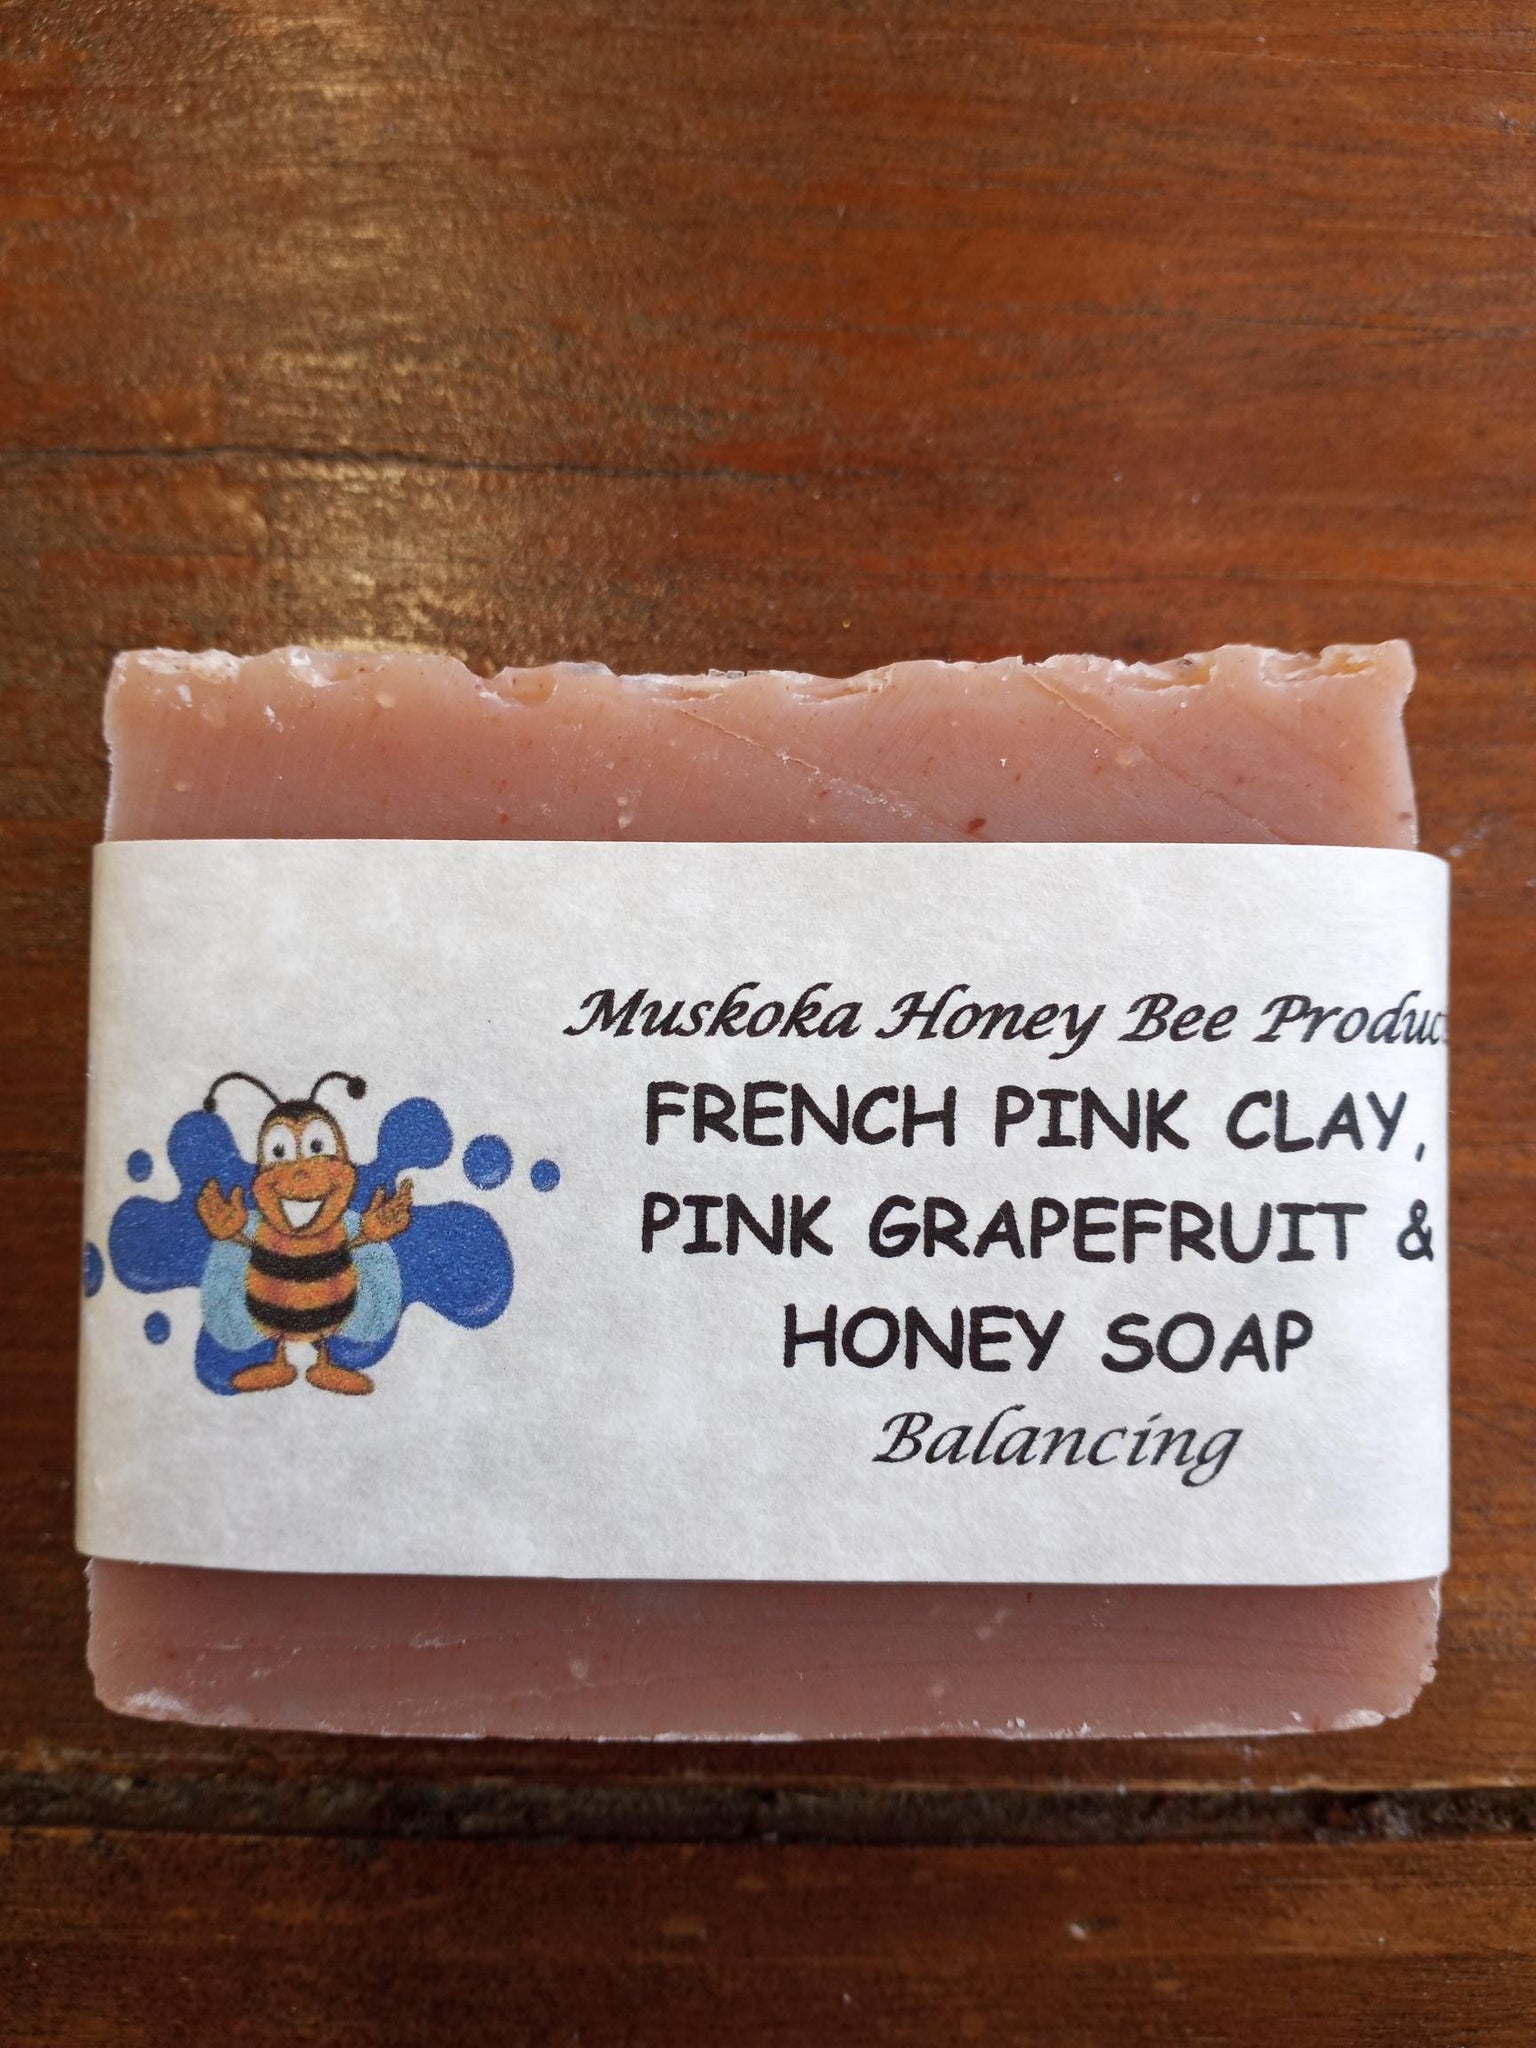 Muskoka Honey Bee Produc
FRENCH PINK CLAY,
PINK GRAPEFRUIT &
HONEY SOAP
Balancing